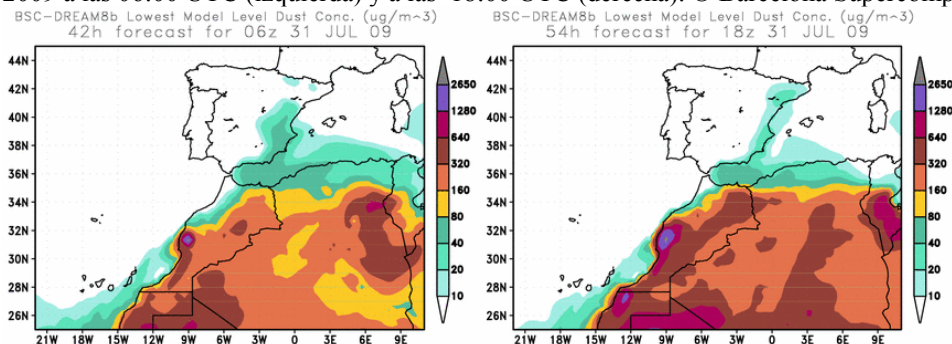 2009 a las 06:00 UTC (izquierda) y a las 18:00 UTC (derecha). © Barcelona Supercomp
BSC-DREAM8b Lowest Model Level Dust Conc. (ug/m^3)
42h forecast for 06z 31 JUL 09
44N
42N
40N
38N
36N
34N
32N
30N
28N
26N
21W 18W 15W 12W 9W 6W 3W 0 3E 6E 9E
2650
1280
640
320
160
80
40
20
10
BSC-DREAM8b Lowest Model Level Dust Conc. (ug/m^3)
54h forecast for 18z 31 JUL 09
44N
42N
40N
38N
36N
34N
32N
30N
28N
26N
21W 18W 15W 12W 9W 6W 3W 0 3E 6E 9E
2650
1280
640
320
160
80
40
20
10